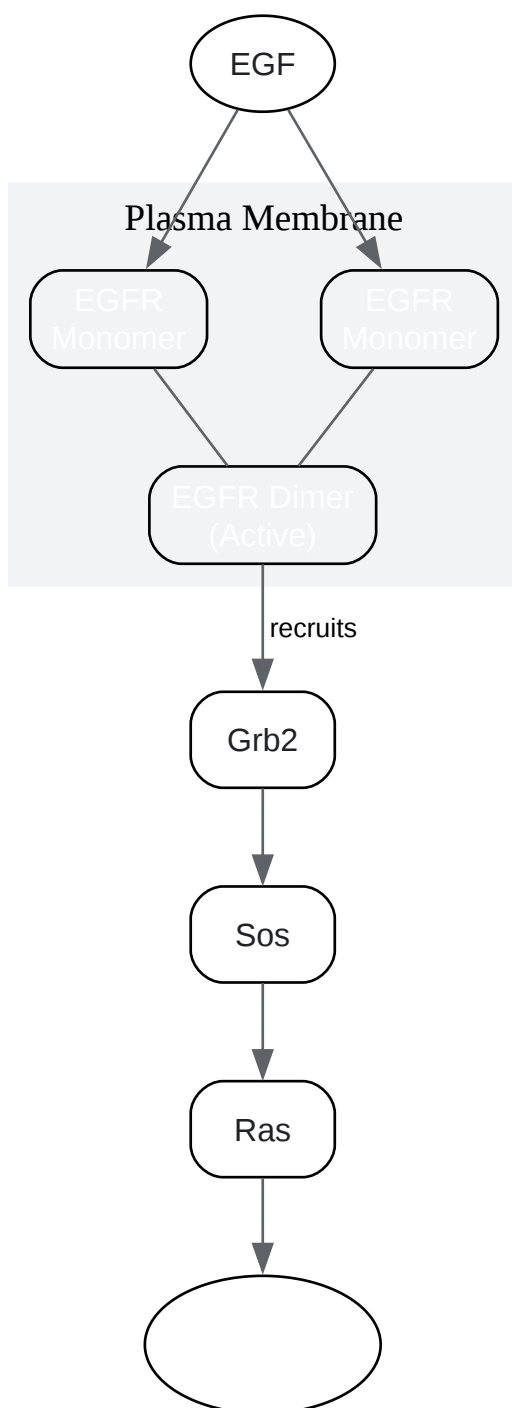 EGF
Plasma Membrane
EGFR
Monomer
EGFR
Monomer
EGFR Dimer
(Active)
recruits
Grb2
Sos
Ras